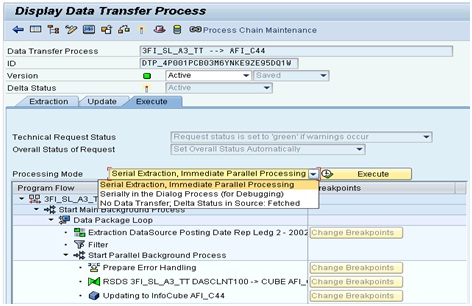 Display Data Transfer Process
Process Chain Maintenance
Data Transfer Process 3FI_SL_A3_TT --> AFI_C44
ID DTP_4P001PCB03M6YNKE9ZE95DQ1W
Version Active Saved
Delta Status Active
Extraction Update Execute
Technical Request Status Request status is set to 'green' if warnings occur
Overall Status of Request Set Overall Status Automatically
Processing Mode Serial Extraction, Immediate Parallel Processing Execute
Serial Extraction, Immediate Parallel Processing
Serially in the Dialog Process (for Debugging)
No Data Transfer; Delta Status in Source: Fetched
Program Flow reakpoints
3FI_SL_A3_T
Start Main Background Process
Data Package Loop
Extraction DataSource Posting Date Rep Ledg 2 - 2002 Change Breakpoints
Filter
Start Parallel Background Process
Prepare Error Handling Change Breakpoints
RSDS 3FI_SL_A3_TT DASCLNT100 -> CUBE AFI_ Change Breakpoints
Updating to InfoCube AFI_C44 Change Breakpoints